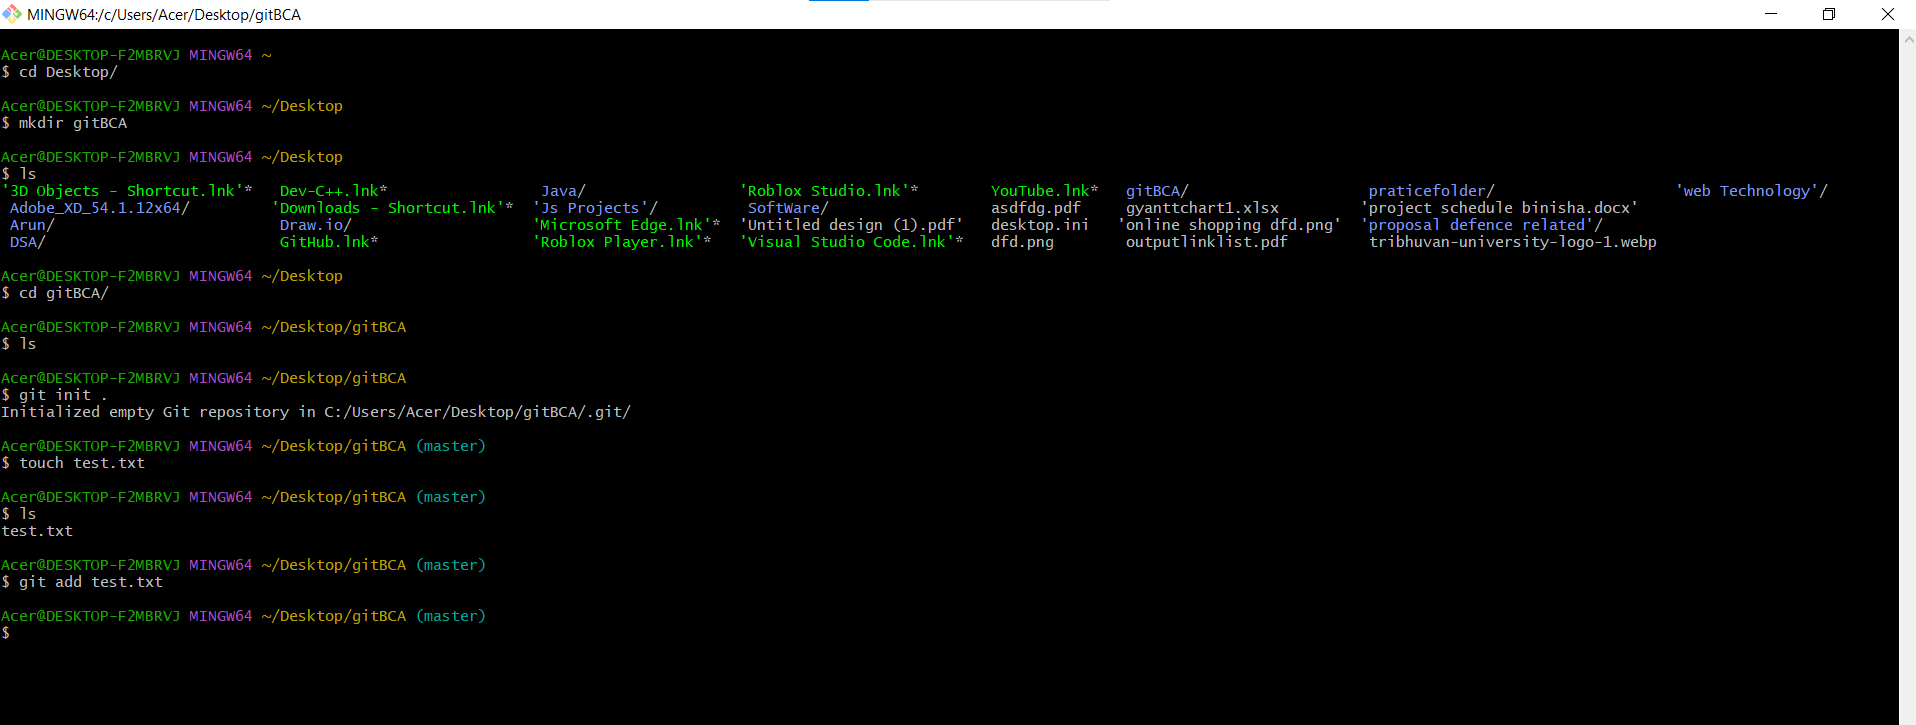 MINGW64:/c/Users/Acer/Desktop/gitBCA
Acer@DESKTOP-F2MBRVJ MINGW64 ~
$ cd Desktop/
Acer@DESKTOP-F2MBRVJ MINGW64 ~/Desktop
$ mkdir gitBCA
Acer@DESKTOP-F2MBRVJ MINGW64 ~/Desktop
$ ls
'3D Objects - Shortcut.lnk'* Dev-C++.lnk* Java/ 'Roblox Studio.lnk'* YouTube.lnk* gitBCA/ praticefolder/ 'web Technology'/
Adobe_XD_54.1.12x64/ 'Downloads - Shortcut.lnk'* 'Js Projects'/ SoftWare/ asdfdg.pdf gyanttchart1.xlsx 'project schedule binisha.docx'
Arun/ Draw.io/ 'Microsoft Edge.lnk'* 'Untitled design (1).pdf' desktop.ini 'online shopping dfd.png' 'proposal defence related'/
DSA/ GitHub.lnk* 'Roblox Player.lnk'* 'Visual Studio Code.lnk'* dfd.png outputlinklist.pdf tribhuvan-university-logo-1.webp
Acer@DESKTOP-F2MBRVJ MINGW64 ~/Desktop
$ cd gitBCA/
Acer@DESKTOP-F2MBRVJ MINGW64 ~/Desktop/gitBCA
$ ls
Acer@DESKTOP-F2MBRVJ MINGW64 ~/Desktop/gitBCA
$ git init .
Initialized empty Git repository in C:/Users/Acer/Desktop/gitBCA/.git/
Acer@DESKTOP-F2MBRVJ MINGW64 ~/Desktop/gitBCA (master)
$ touch test.txt
Acer@DESKTOP-F2MBRVJ MINGW64 ~/Desktop/gitBCA (master)
$ ls
test.txt
Acer@DESKTOP-F2MBRVJ MINGW64 ~/Desktop/gitBCA (master)
$ git add test.txt
Acer@DESKTOP-F2MBRVJ MINGW64 ~/Desktop/gitBCA (master)
$